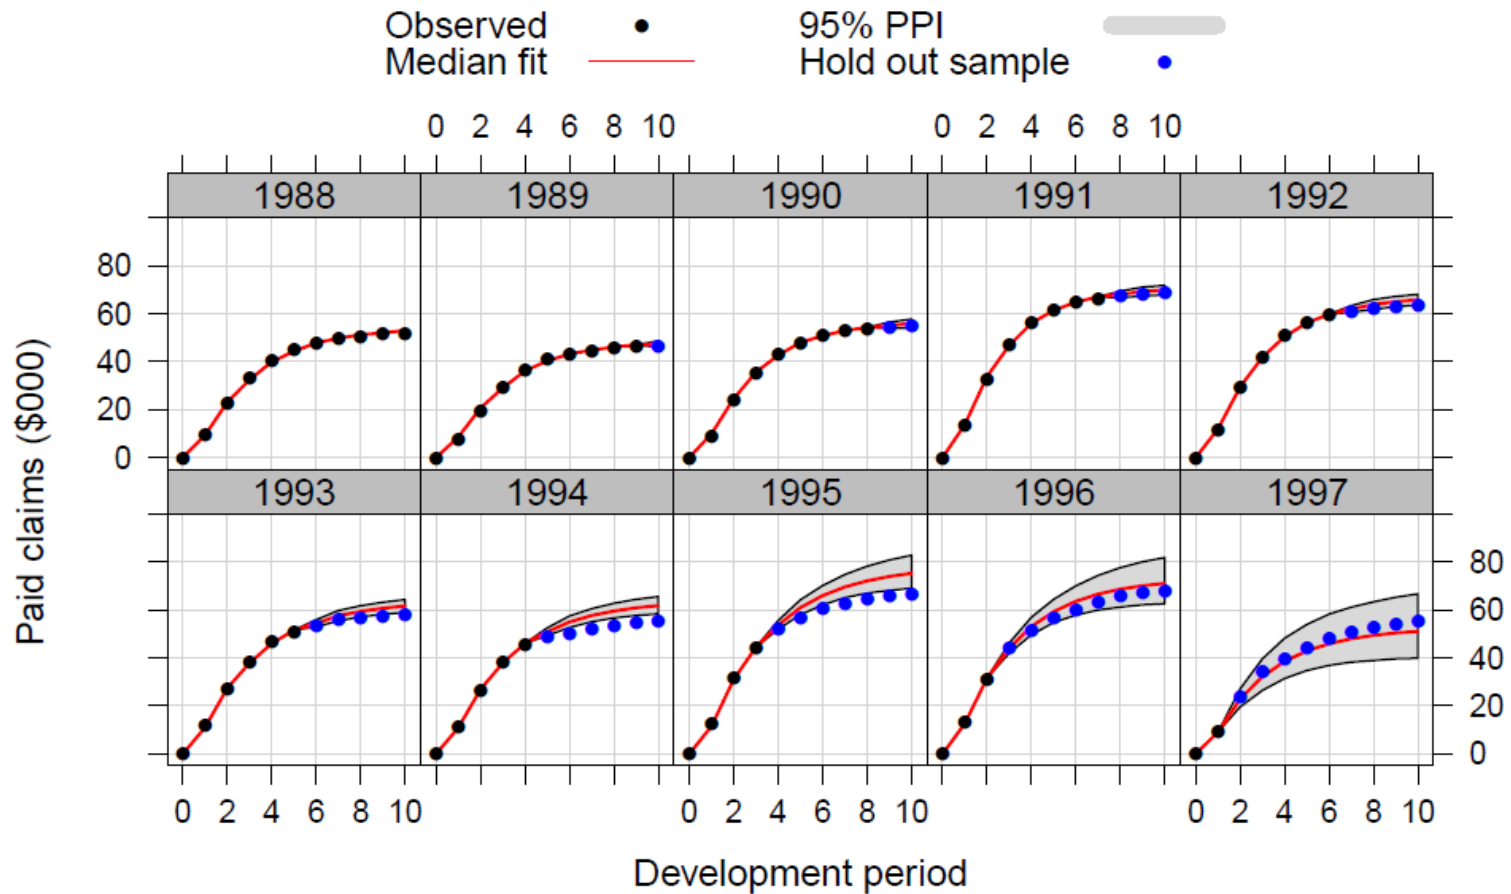 Observed 95% PPI
Median fit Hold out sample
0 2 4 6 8 10 0 2 4 6 8 10
1988 1989 1990 1991 1992
80
60
40
20
0
Paid claims ($000)
1993 1994 1995 1996 1997
80
60
40
20
0
0 2 4 6 8 10 0 2 4 6 8 10 0 2 4 6 8 10
Development period